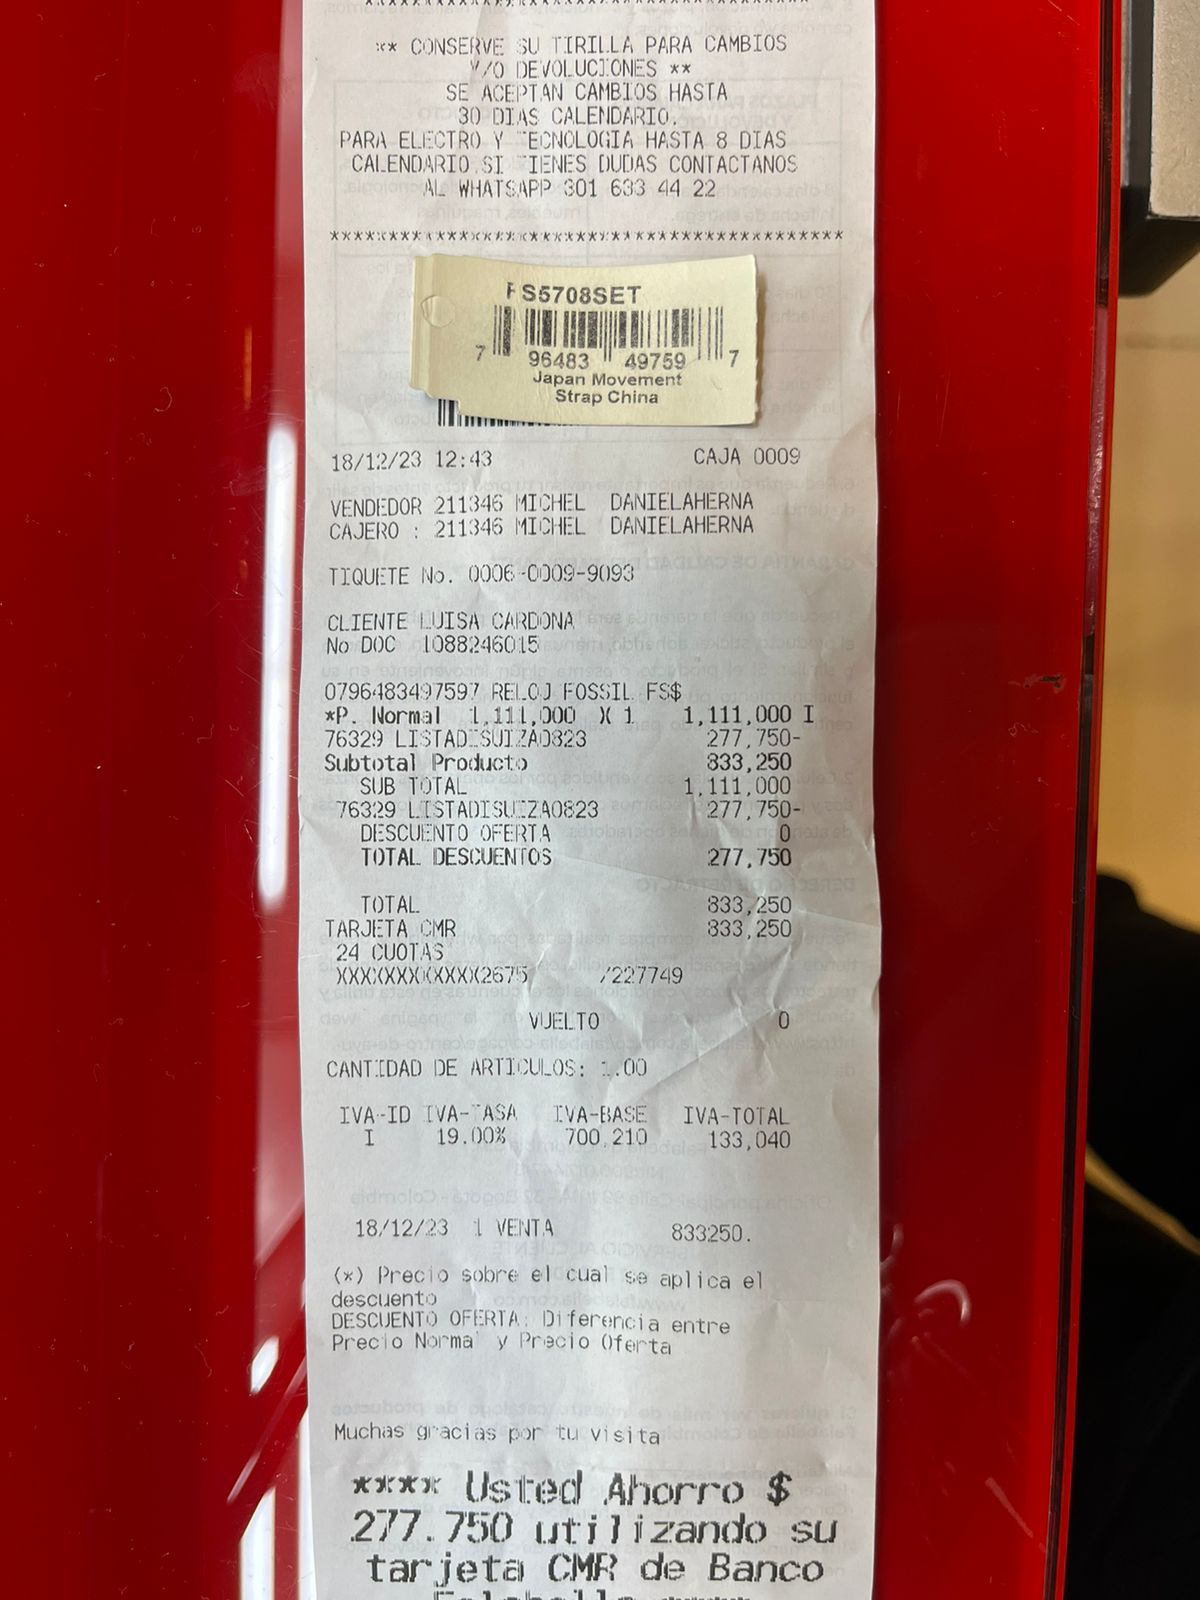 ** CONSERVE SU TIRILLA PARA CAMBIOS
Y/O DEVOLUCIONES **
SE ACEPTAN CAMBIOS HASTA
30 DIAS CALENDARIO.
PARA ELECTRO Y TECNOLOGIA HASTA 8 DIAS
CALENDARIO.SI TIENES DUDAS CONTACTANOS
AL WHATSAPP 301 633 44 22
********************************************
FS5708SET
7 96483 49759 7
Japan Movement
Strap China
18/12/23 12:43 CAJA 0009
VENDEDOR 211346 MICHEL DANIELAHERNA
CAJERO : 211346 MICHEL DANIELAHERNA
TIQUETE No. 0006-0009-9093
CLIENTE LUISA CARDONA
No DOC 1088246015
0796483497597 RELOJ FOSSIL FS$
*P. Normal 1,111,000 X 1 1,111,000 I
76329 LISTADISUIZA0823 277,750-
Subtotal Producto 833,250
SUB TOTAL 1,111,000
76329 LISTADISUIZA0823 277,750-
DESCUENTO OFERTA 0
TOTAL DESCUENTOS 277,750
TOTAL 833,250
TARJETA CMR 833,250
24 CUOTAS
XXXXXXXXXXXX2675 /227749
VUELTO 0
CANTIDAD DE ARTICULOS: 1.00
IVA-ID IVA-TASA IVA-BASE IVA-TOTAL
I 19.00% 700,210 133,040
18/12/23 1 VENTA 833250.
(*) Precio sobre el cual se aplica el
descuento
DESCUENTO OFERTA: Diferencia entre
Precio Normal y Precio Oferta
Muchas gracias por tu visita
**** Usted Ahorro $
277.750 utilizando su
tarjeta CMR de Banco